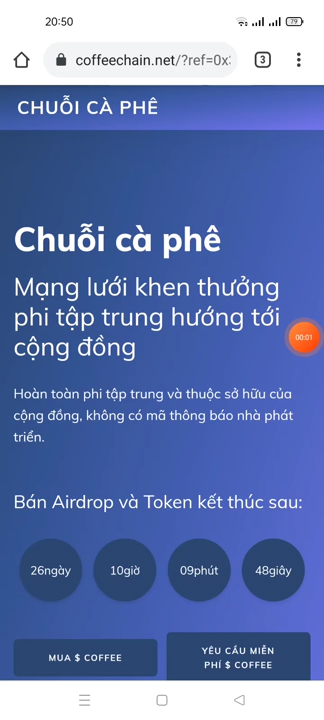 20:50
79
coffeechain.net/?ref=0x
3
CHUỖI CÀ PHÊ
Chuỗi cà phê
Mạng lưới khen thưởng
phi tập trung hướng tới
cộng đồng
00:01
Hoàn toàn phi tập trung và thuộc sở hữu của
cộng đồng, không có mã thông báo nhà phát
triển.
Bán Airdrop và Token kết thúc sau:
26ngày
10giờ
09phút
48giây
MUA $ COFFEE
YÊU CẦU MIỄN
PHÍ $ COFFEE